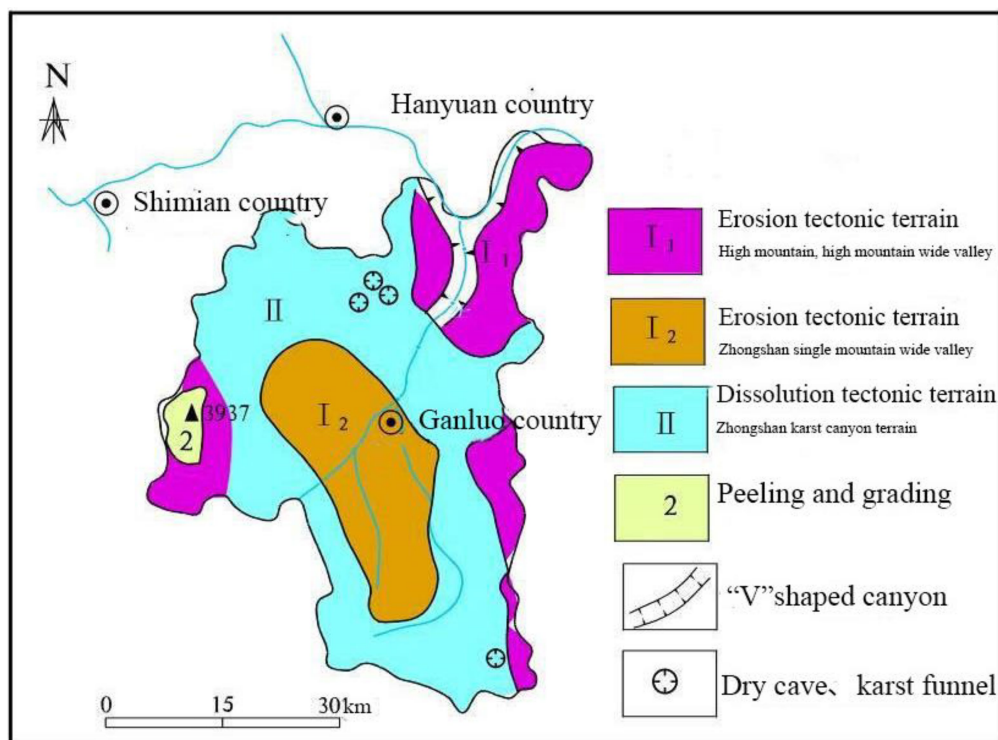 N
Hanyuan country
Shimian country
Ⅰ1
Ⅱ
3937
2
Ⅰ2
Ganluo country
0 15 30km
Ⅰ1 Erosion tectonic terrain
High mountain, high mountain wide valley
Ⅰ2 Erosion tectonic terrain
Zhongshan single mountain wide valley
Ⅱ Dissolution tectonic terrain
Zhongshan karst canyon terrain
2 Peeling and grading
“V”shaped canyon
Dry cave、karst funnel